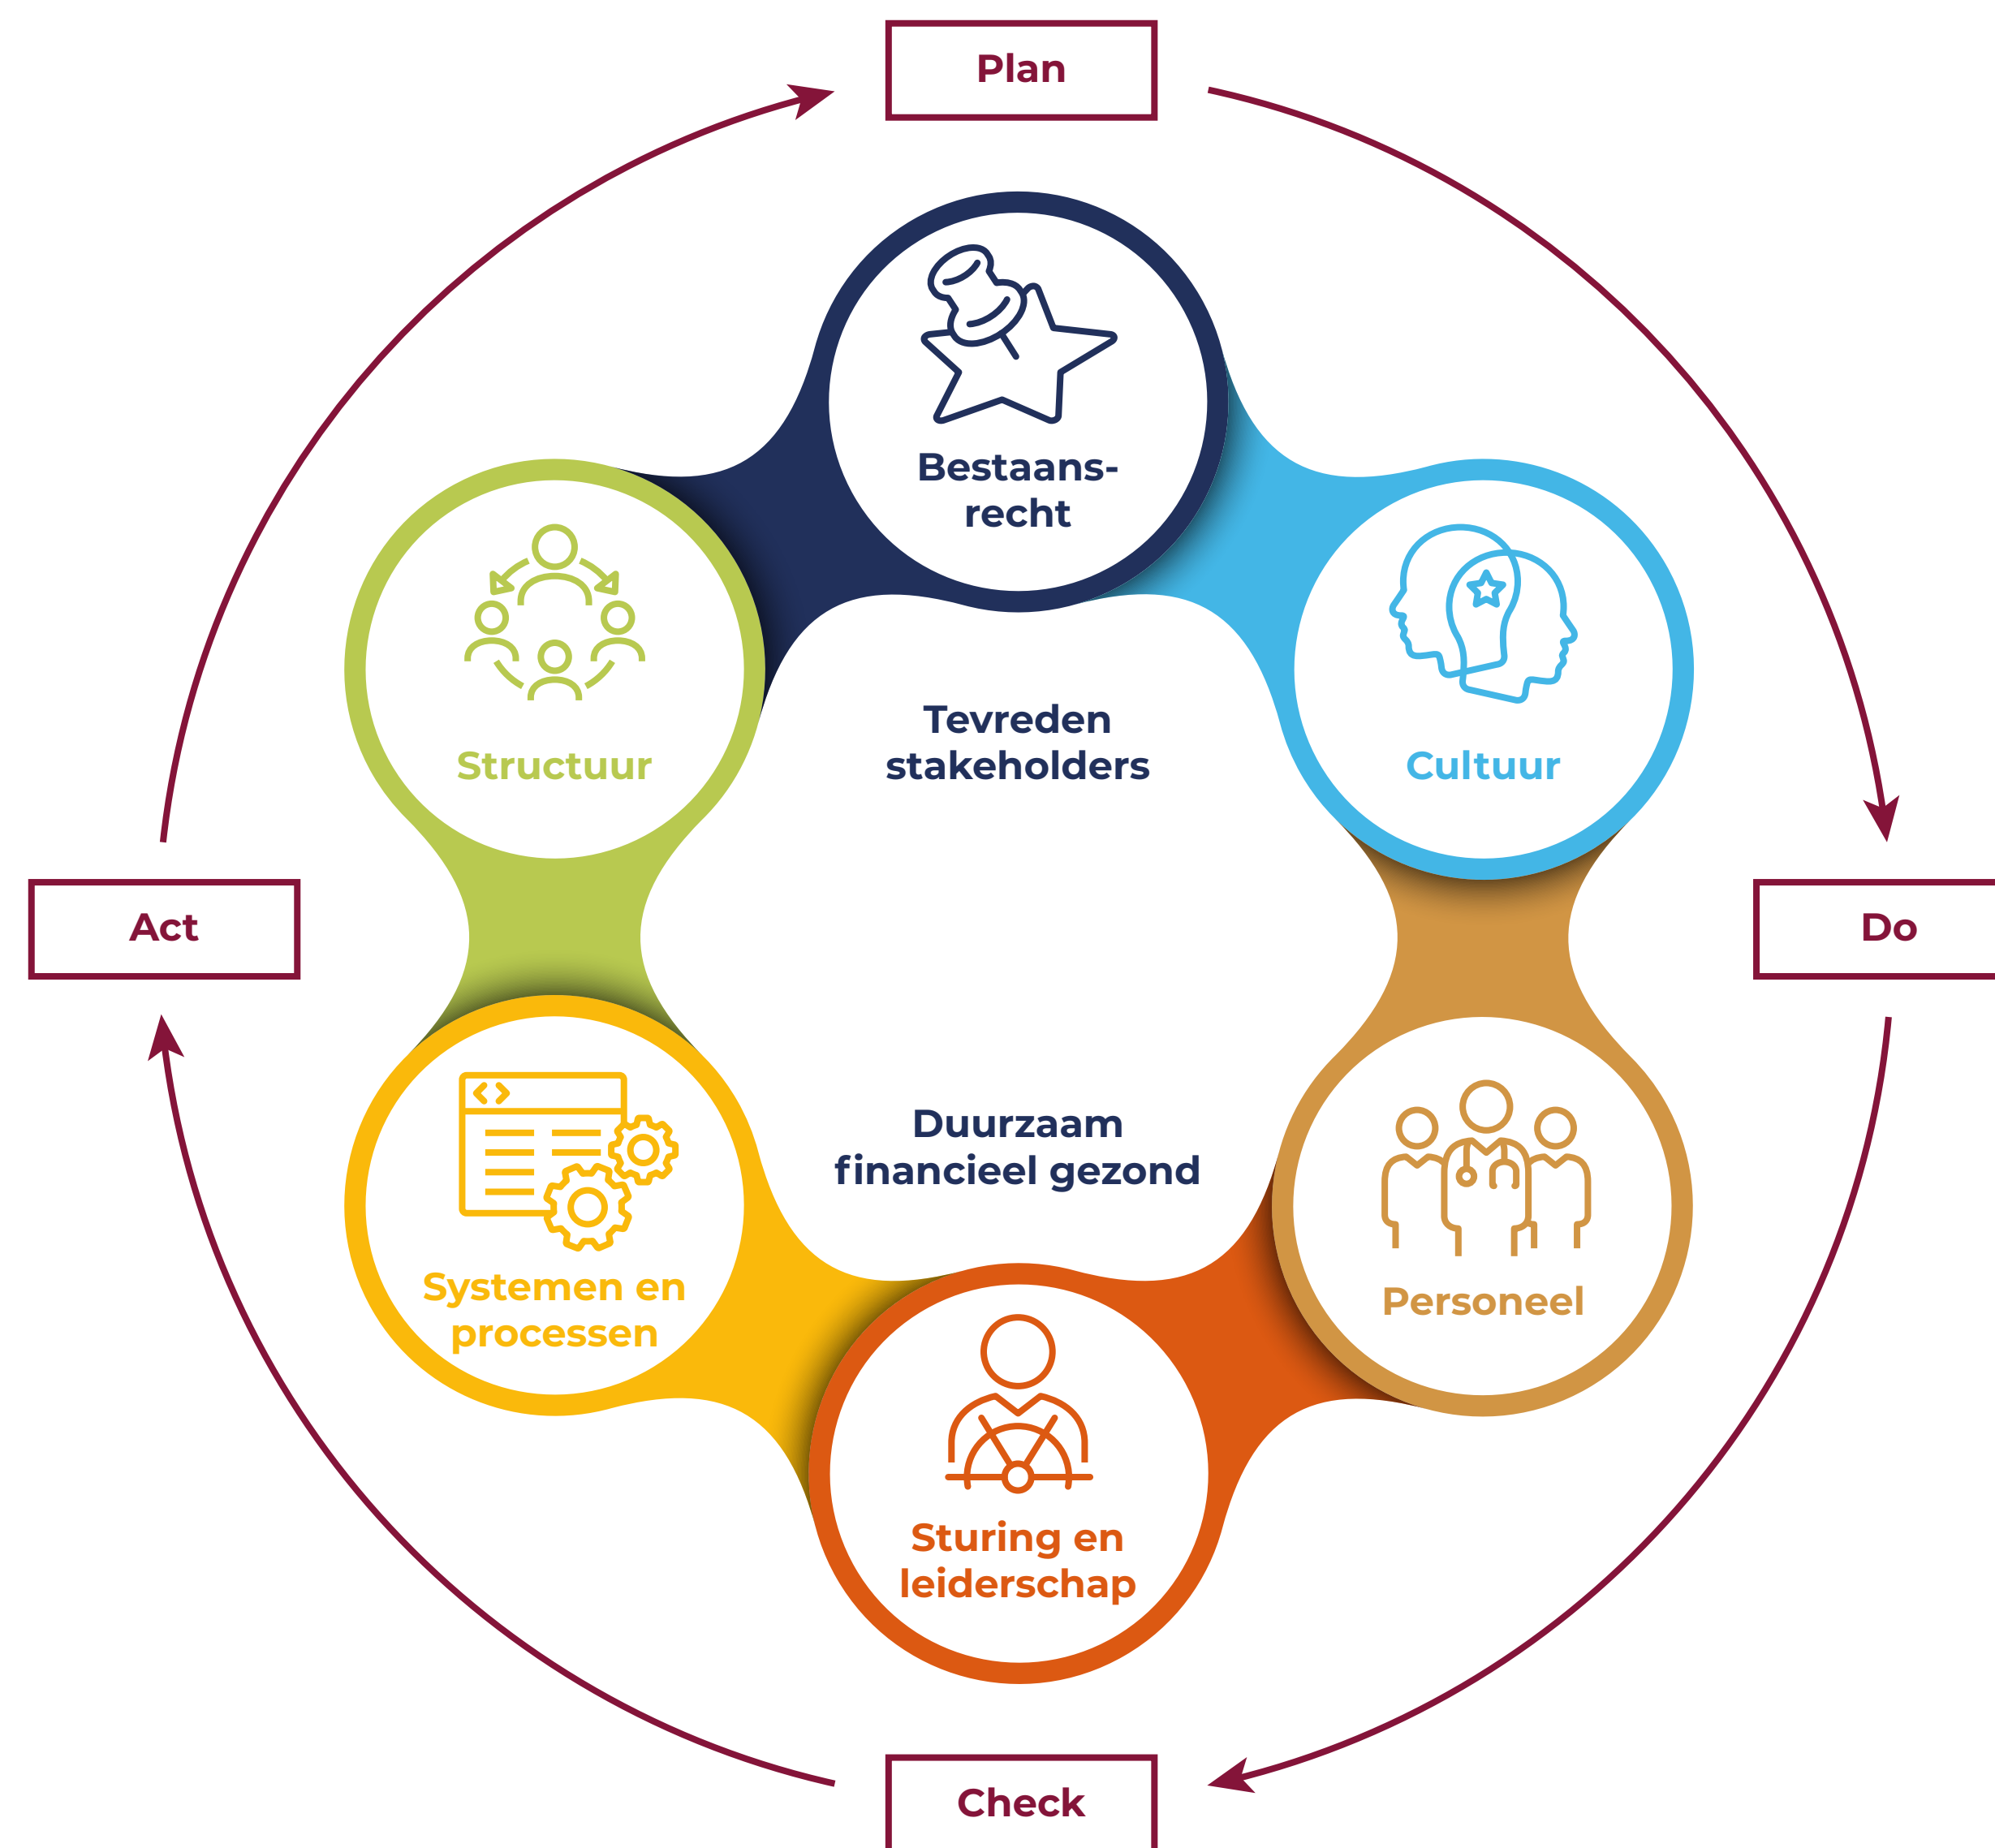 Plan
Bestaans-
recht
Structuur
Tevreden
stakeholders
Cultuur
Act
Do
Duurzaam
financieel gezond
Systemen en
processen
Personeel
Sturing en
leiderschap
Check